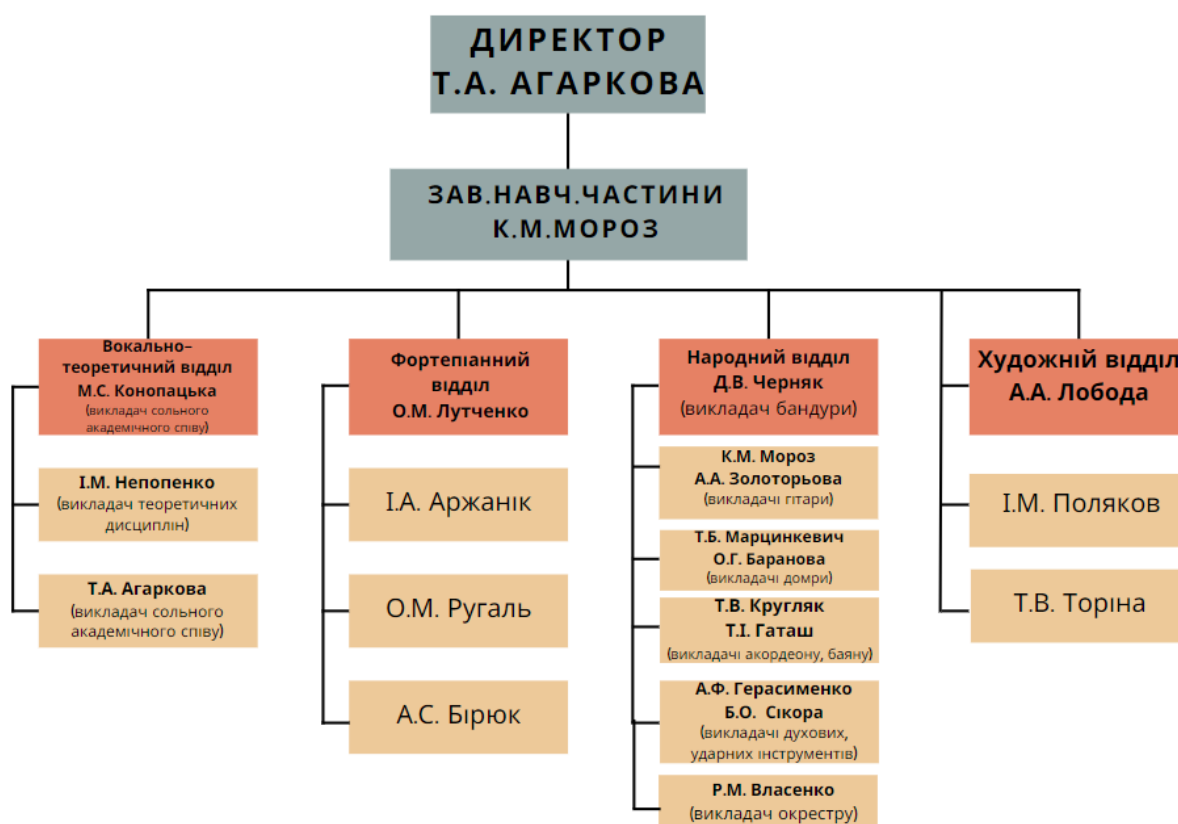 ДИРЕКТОР
Т.А. АГАРКОВА
ЗАВ.НАВЧ.ЧАСТИНИ
К.М.МОРОЗ
Вокально–
теоретичний відділ
М.С. Конопацька
(викладач сольного
академічного співу)
І.М. Непопенко
(викладач теоретичних
дисциплін)
Т.А. Агаркова
(викладач сольного
академічного співу)
Фортепіанний
відділ
О.М. Лутченко
І.А. Аржанік
О.М. Ругаль
А.С. Бірюк
Народний відділ
Д.В. Черняк
(викладач бандури)
К.М. Мороз
А.А. Золоторьова
(викладачі гітари)
Т.Б. Марцинкевич
О.Г. Баранова
(викладачі домри)
Т.В. Кругляк
Т.І. Гаташ
(викладачі акордеону, баяну)
А.Ф. Герасименко
Б.О. Сікора
(викладачі духових,
ударних інструментів)
Р.М. Власенко
(викладач окрестру)
Художній відділ
А.А. Лобода
І.М. Поляков
Т.В. Торіна